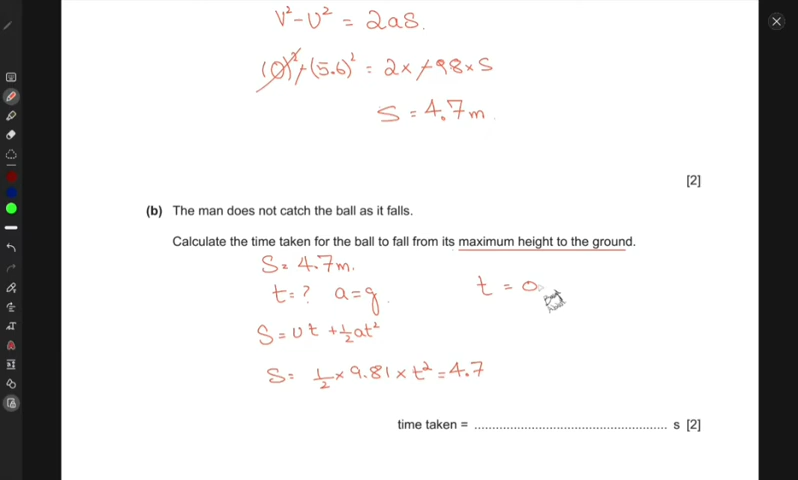 V² - U² = 2as.
(0)² + (5.6)² = 2 × 9.8 × S
S = 4.7m
[2]
(b) The man does not catch the ball as it falls.
Calculate the time taken for the ball to fall from its maximum height to the ground.
S = 4.7m.
t = ? a = g
t = 0.
S = Ut + ½at²
S = ½ × 9.81 × t² = 4.7
time taken = .................................................... s [2]